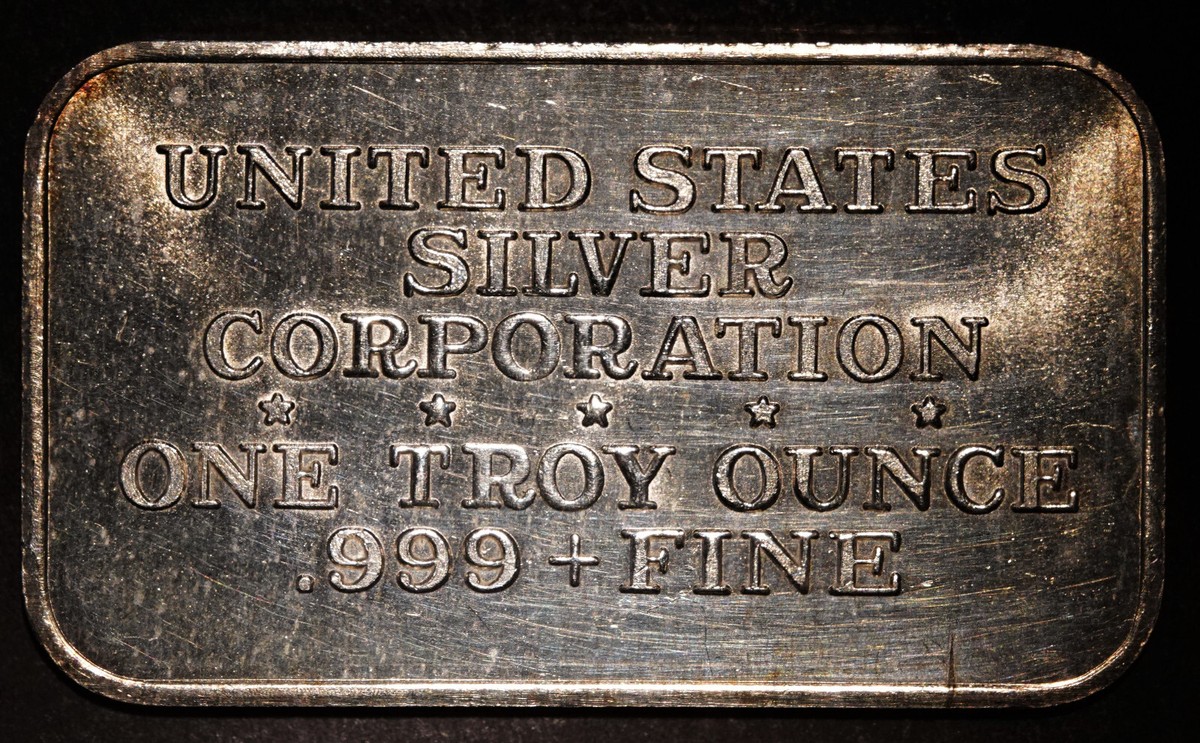 UNITED STATES
SILVER
CORPORATION
ONE TROY OUNCE
.999+ FINE